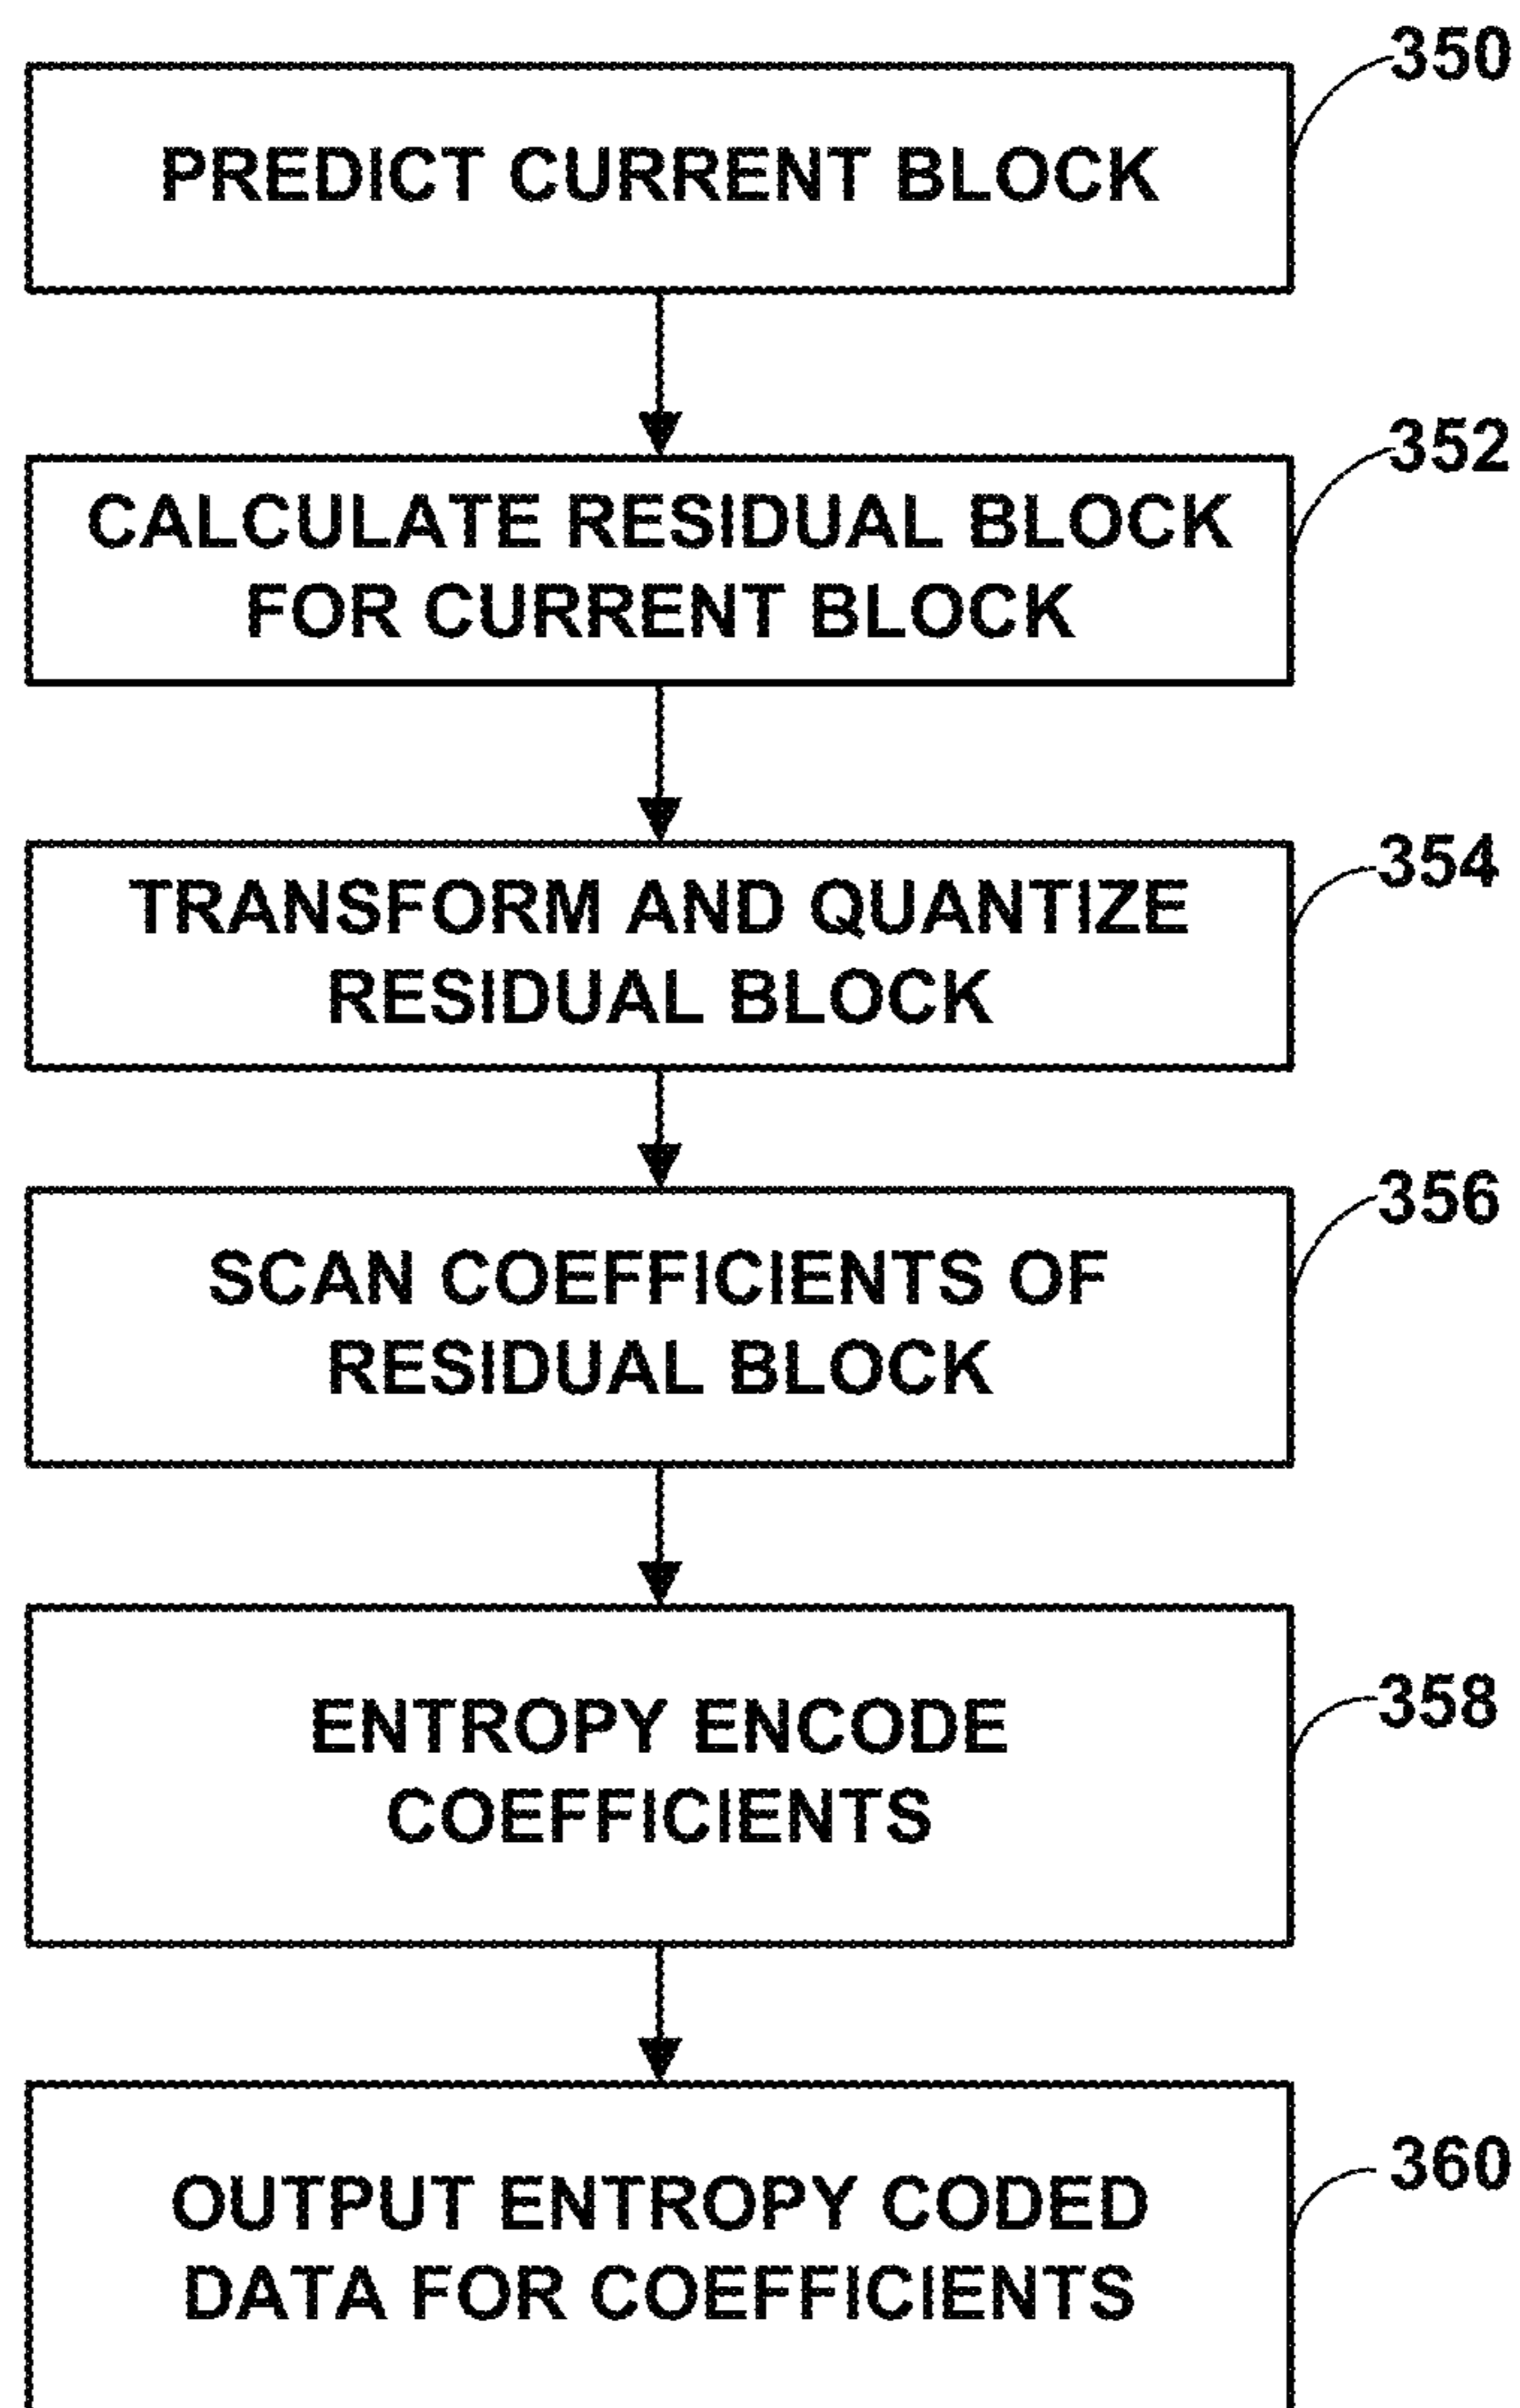 350
PREDICT CURRENT BLOCK
352
CALCULATE RESIDUAL BLOCK
FOR CURRENT BLOCK
354
TRANSFORM AND QUANTIZE
RESIDUAL BLOCK
356
SCAN COEFFICIENTS OF
RESIDUAL BLOCK
358
ENTROPY ENCODE
COEFFICIENTS
360
OUTPUT ENTROPY CODED
DATA FOR COEFFICIENTS